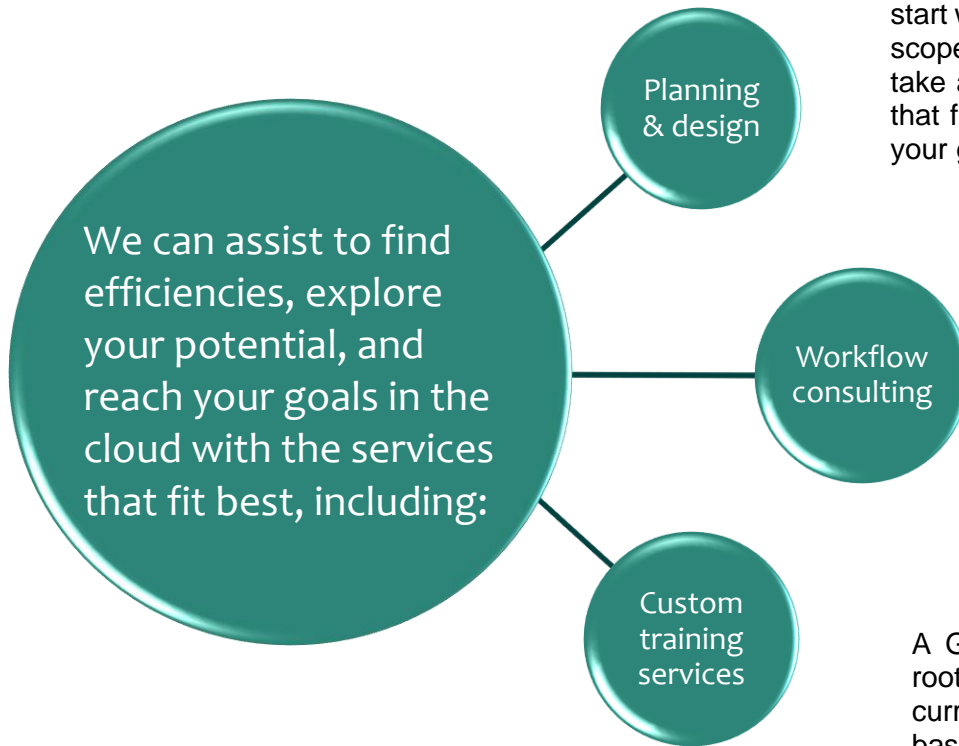 start
scope
take
that
your
Planning
& design
We can assist to find
efficiencies, explore
your potential, and
reach your goals in the
cloud with the services
that fit best, including:
Workflow
consulting
Custom
training
services
A
root